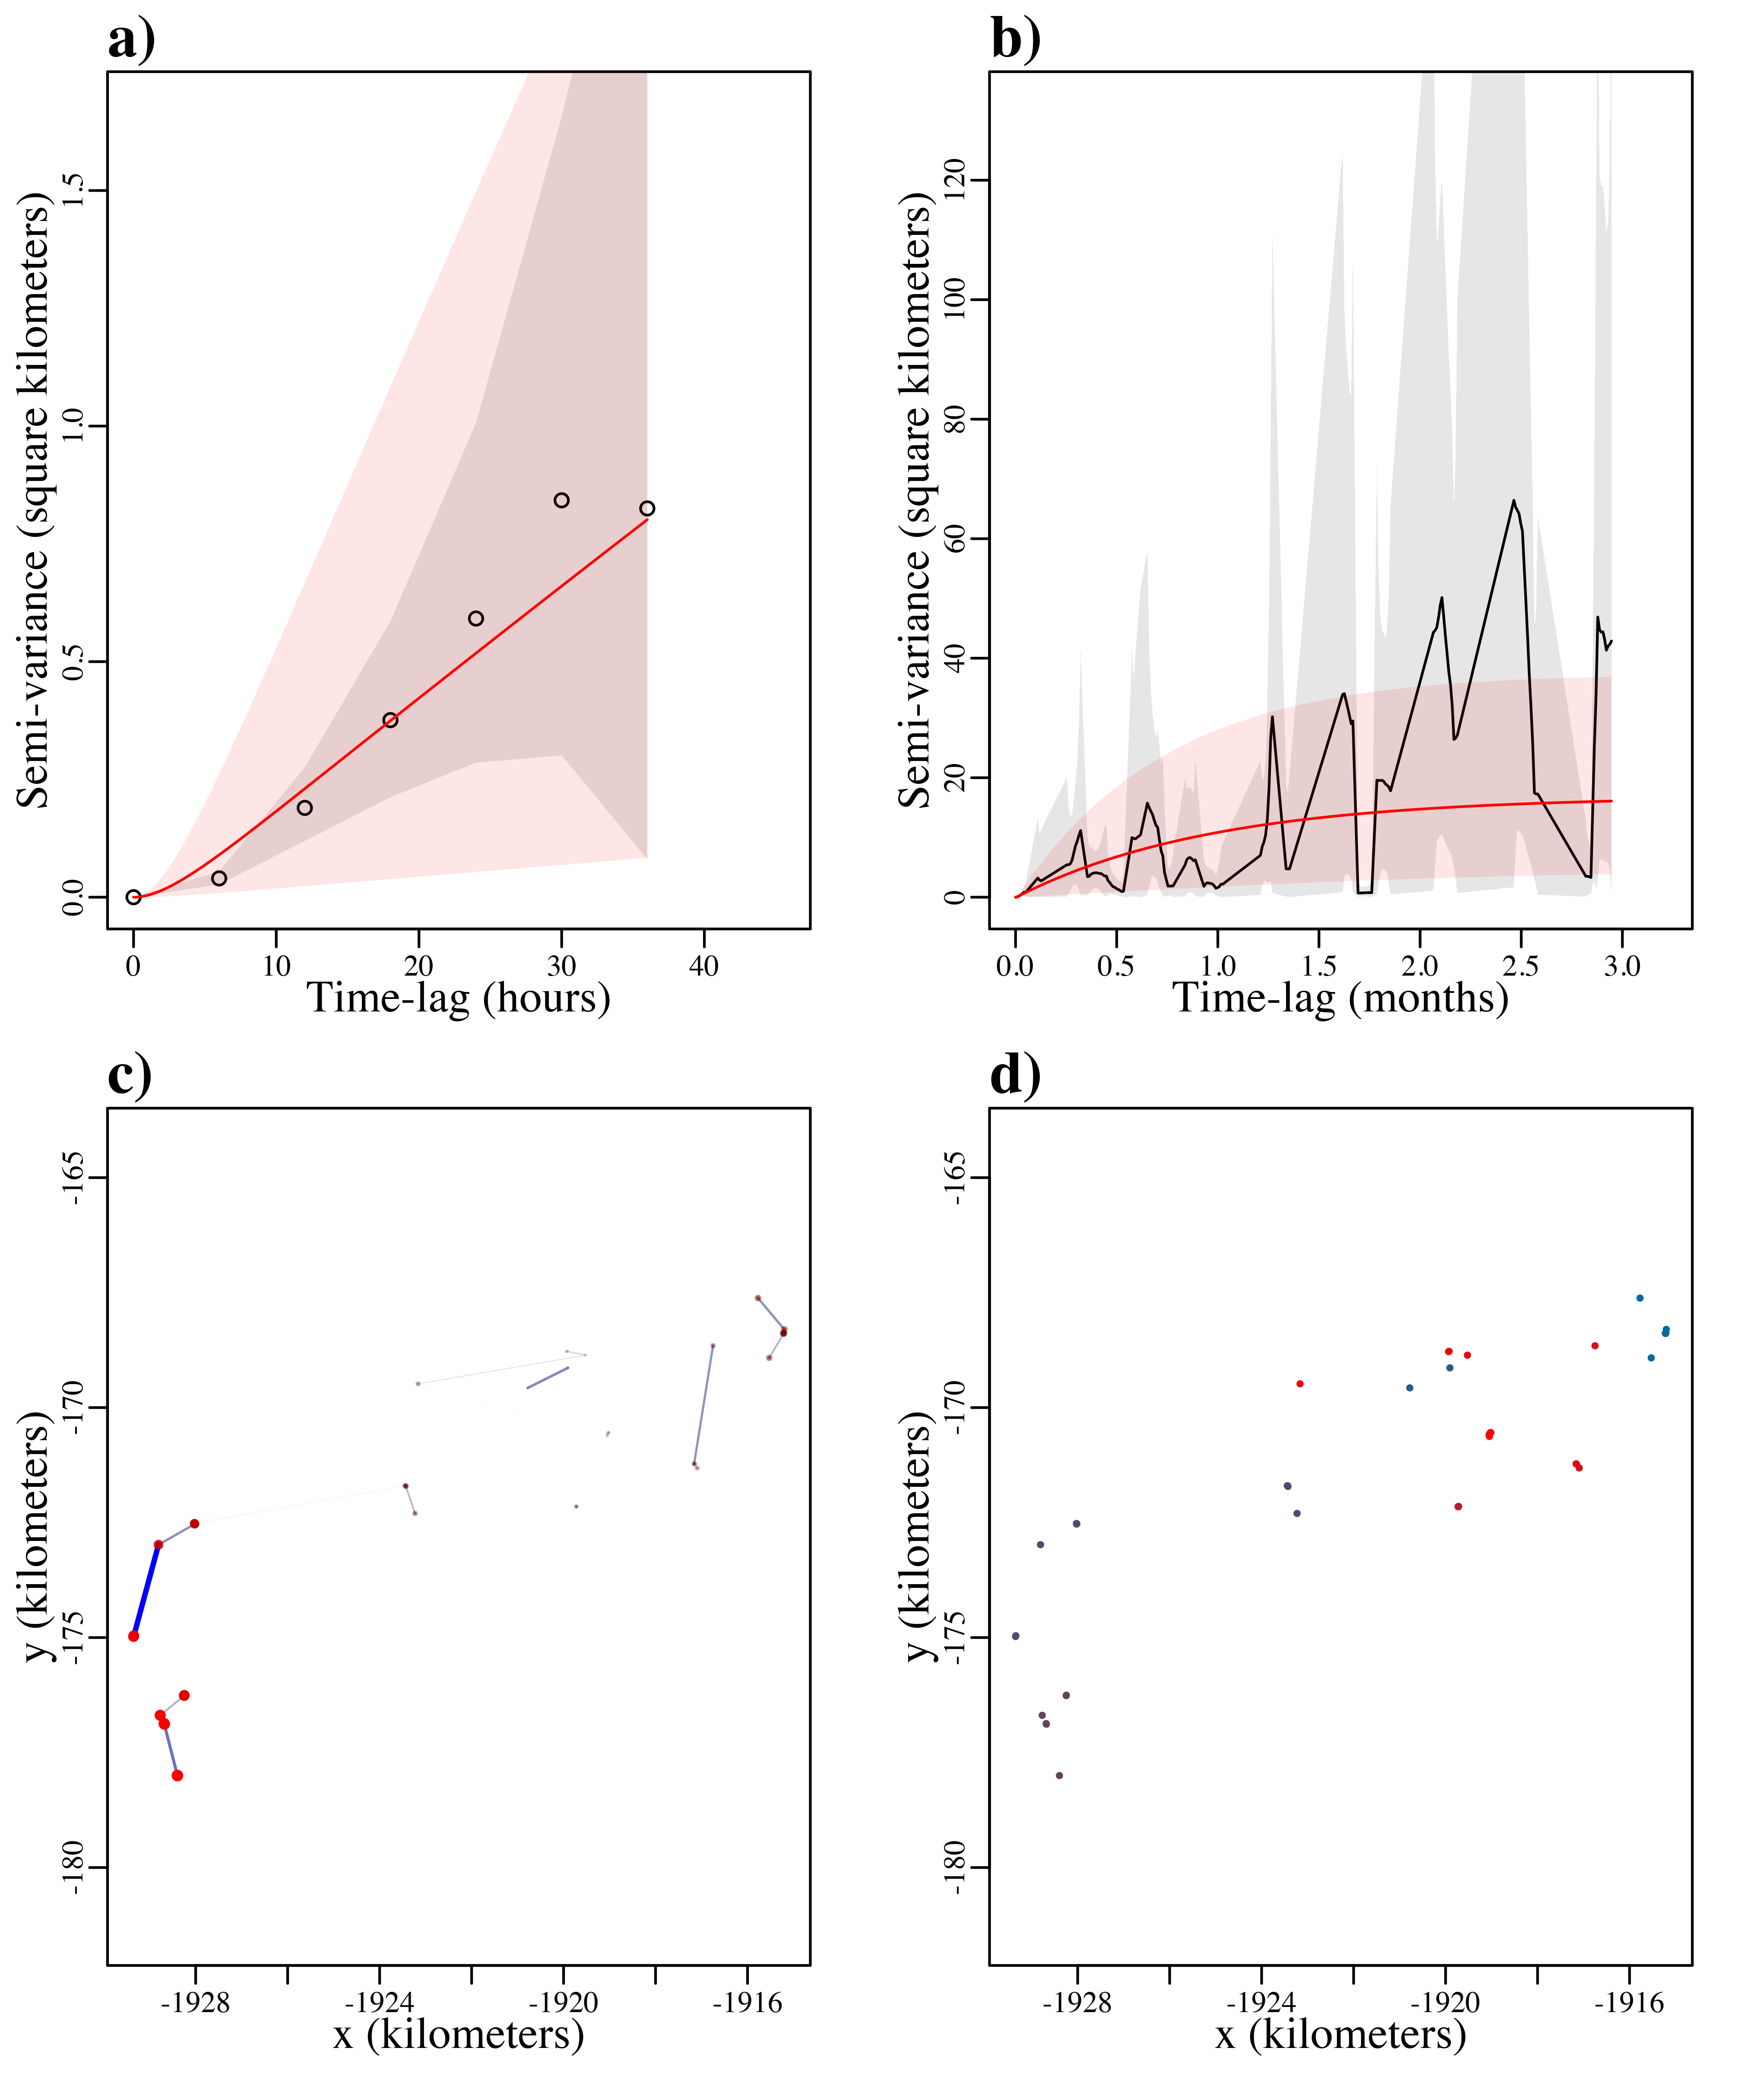 a)
Semi-variance (square kilometers)
1.5
1.0
0.5
0.0
0 10 20 30 40
Time-lag (hours)
b)
Semi-variance (square kilometers)
120
100
80
60
40
20
0
0.0 0.5 1.0 1.5 2.0 2.5 3.0
Time-lag (months)
c)
y (kilometers)
-165
-170
-175
-180
-1928 -1924 -1920 -1916
x (kilometers)
d)
y (kilometers)
-165
-170
-175
-180
-1928 -1924 -1920 -1916
x (kilometers)